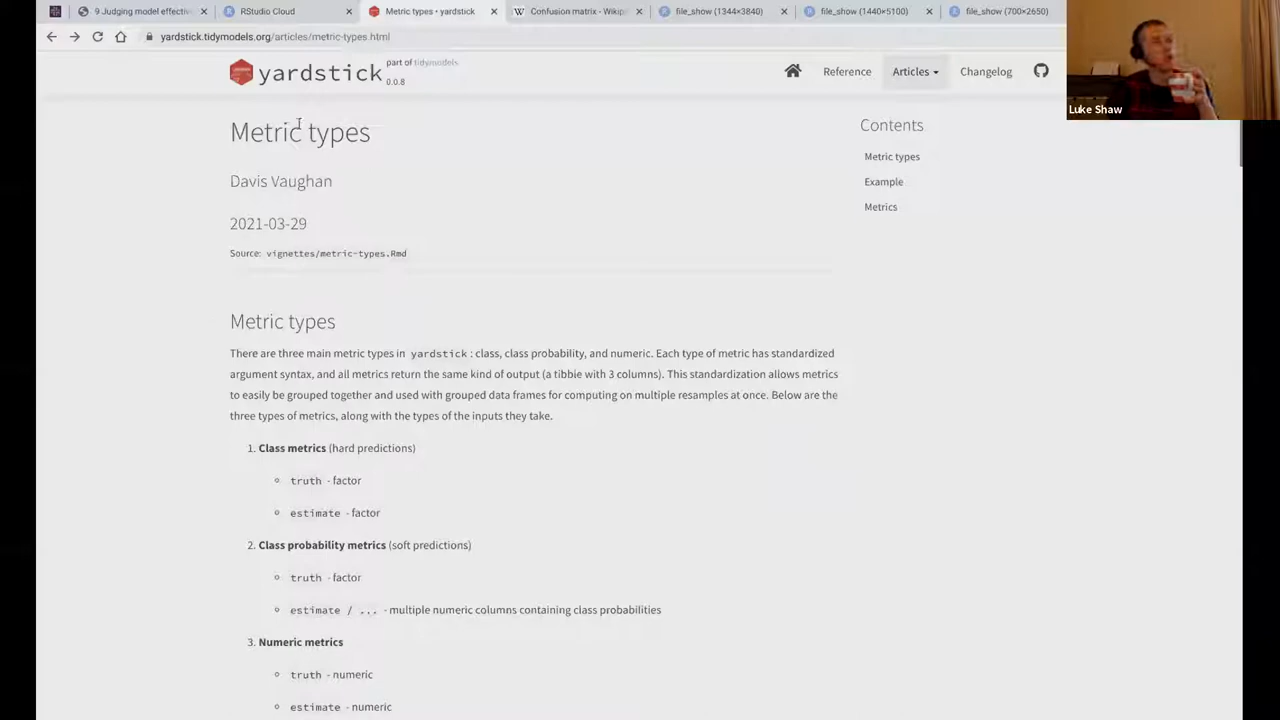 9 Judging model effectiv
RStudio Cloud
Metric types • yardstick
Confusion matrix - Wikip
file_show (1344×3840)
file_show (1440×5100)
file_show (700×2650)
yardstick.tidymodels.org/articles/metric-types.html
yardstick
part of tidymodels
0.0.8
Reference
Articles
Changelog
Luke Shaw
Metric types
Davis Vaughan
2021-03-29
Source: vignettes/metric-types.Rmd
Contents
Metric types
Example
Metrics
Metric types
There are three main metric types in yardstick : class, class probability, and numeric. Each type of metric has standardized
argument syntax, and all metrics return the same kind of output (a tibble with 3 columns). This standardization allows metrics
to easily be grouped together and used with grouped data frames for computing on multiple resamples at once. Below are the
three types of metrics, along with the types of the inputs they take.
1. Class metrics (hard predictions)
◦ truth - factor
◦ estimate - factor
2. Class probability metrics (soft predictions)
◦ truth - factor
◦ estimate / ... - multiple numeric columns containing class probabilities
3. Numeric metrics
◦ truth - numeric
◦ estimate - numeric